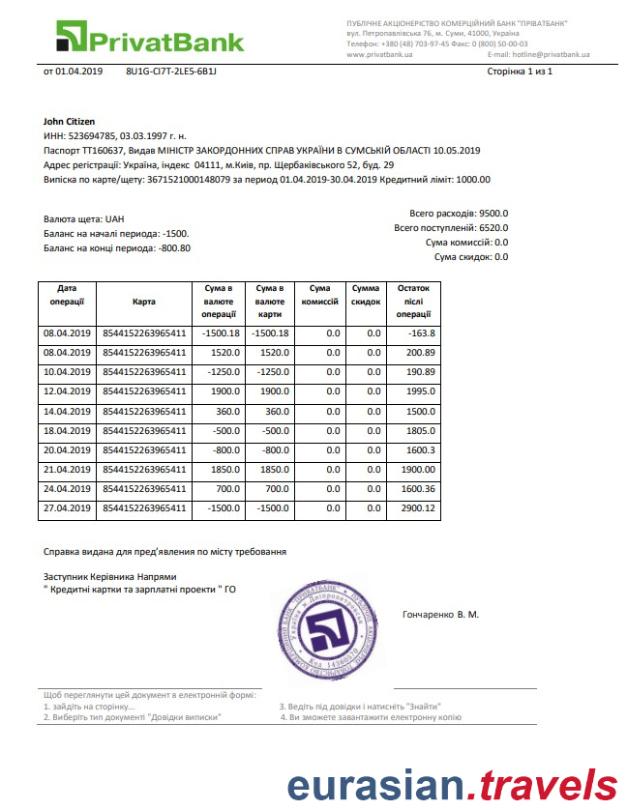 PrivatBank
ПУБЛІЧНЕ АКЦІОНЕРІСТВО КОМЕРЦІЙНИЙ БАНК "ПРІВАТБАНК"
вул. Петропавлівська 76, м. Суми, 41000, Україна
Телефон: +380 (48) 703-97-45 Факс: 0 (800) 50-00-03
www.privatbank.ua E-mail: hotline@privatbank.ua
от 01.04.2019 8U1G-CI7T-2LE5-6B1J Сторінка 1 из 1
John Citizen
ИНН: 523694785, 03.03.1997 г. н.
Паспорт ТТ160637, Видав МІНІСТР ЗАКОРДОННИХ СПРАВ УКРАЇНИ В СУМСЬКІЙ ОБЛАСТІ 10.05.2019
Адрес регістрації: Україна, індекс 04111, м.Київ, пр. Щербаківського 52, буд. 29
Випіска по карте/щету: 3671521000148079 за период 01.04.2019-30.04.2019 Кредитний ліміт: 1000.00
Валюта щета: UAH
Баланс на началі периода: -1500.
Баланс на конці периода: -800.80
Всего расходів: 9500.0
Всего поступленій: 6520.0
Сума комиссій: 0.0
Сума скидок: 0.0
Дата операції Карта Сума в валюте операції Сума в валюте карти Сума комиссій Сумма скидок Остаток після операції
08.04.2019 8544152263965411 -1500.18 -1500.18 0.0 0.0 -163.8
08.04.2019 8544152263965411 1520.0 1520.0 0.0 0.0 200.89
10.04.2019 8544152263965411 -1250.0 -1250.0 0.0 0.0 190.89
12.04.2019 8544152263965411 1900.0 1900.0 0.0 0.0 1995.0
14.04.2019 8544152263965411 360.0 360.0 0.0 0.0 1500.0
18.04.2019 8544152263965411 -500.0 -500.0 0.0 0.0 1805.0
20.04.2019 8544152263965411 -800.0 -800.0 0.0 0.0 1600.3
21.04.2019 8544152263965411 1850.0 1850.0 0.0 0.0 1900.00
24.04.2019 8544152263965411 700.0 700.0 0.0 0.0 1600.36
27.04.2019 8544152263965411 -1500.0 -1500.0 0.0 0.0 2900.12
Справка видана для пред'явления по місту требования
Заступник Керівника Напрями
" Кредитні картки та зарплатні проекти " ГО
Гончаренко В. М.
Україна м.Дніпропетровськ
Код 14360570
Щоб переглянути цей документ в електронній формі:
1. зайдіть на сторінку...
2. Виберіть тип документі "Довідки виписки"
3. Ведіть під довідки і натисніть "Знайти"
4. Ви зможете завантажити електронну копію
eurasian.travels